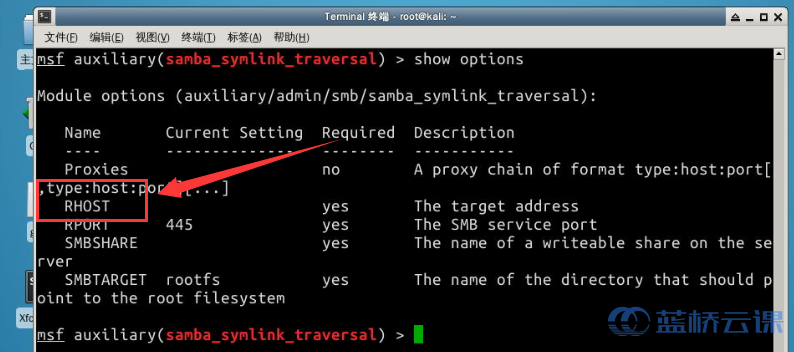 Terminal 终端 - root@kali: ~
文件(F) 编辑(E) 视图(V) 终端(T) 标签(A) 帮助(H)
msf auxiliary(samba_symlink_traversal) > show options
Module options (auxiliary/admin/smb/samba_symlink_traversal):
Name Current Setting Required Description
---- --------------- -------- -----------
Proxies no A proxy chain of format type:host:port[
,type:host:port][...]
RHOST yes The target address
RPORT 445 yes The SMB service port
SMBSHARE yes The name of a writeable share on the se
rver
SMBTARGET rootfs yes The name of the directory that should p
oint to the root filesystem
msf auxiliary(samba_symlink_traversal) >
蓝桥云课